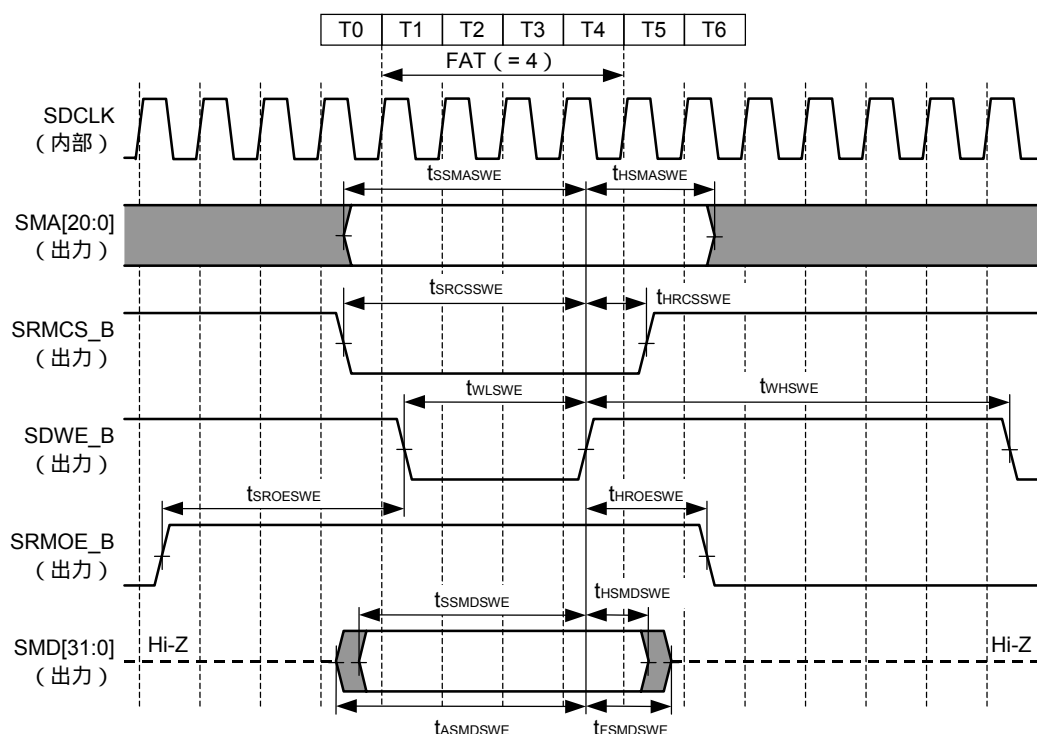 T0 T1 T2 T3 T4 T5 T6
FAT（= 4）
SDCLK
（内部）
tSSMASWE tHSMASWE
SMA[20:0]
（出力）
tSRCSSWE tHRCSSWE
SRMCS_B
（出力）
tWLSWE tWHSWE
SDWE_B
（出力）
tSROESWE tHROESWE
SRMOE_B
（出力）
tSSMDSWE tHSMDSWE
SMD[31:0]
（出力）
Hi-Z Hi-Z
tASMDSWE tFSMDSWE